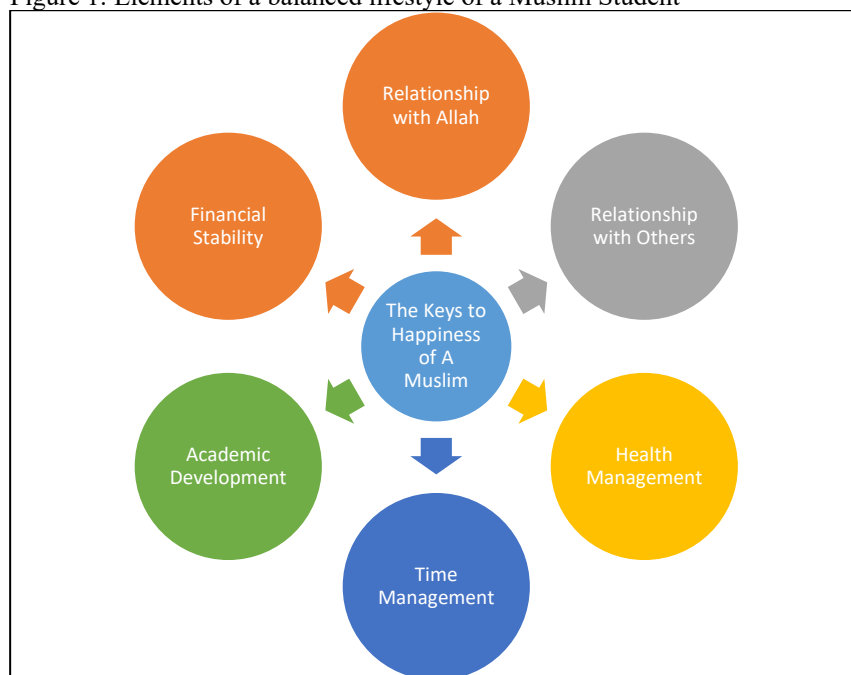 Figure 1: Elements of a balanced lifestyle of a Muslim Student
Relationship
with Allah
Financial
Stability
Relationship
with Others
The Keys to
Happiness
of A
Muslim
Academic
Development
Health
Management
Time
Management